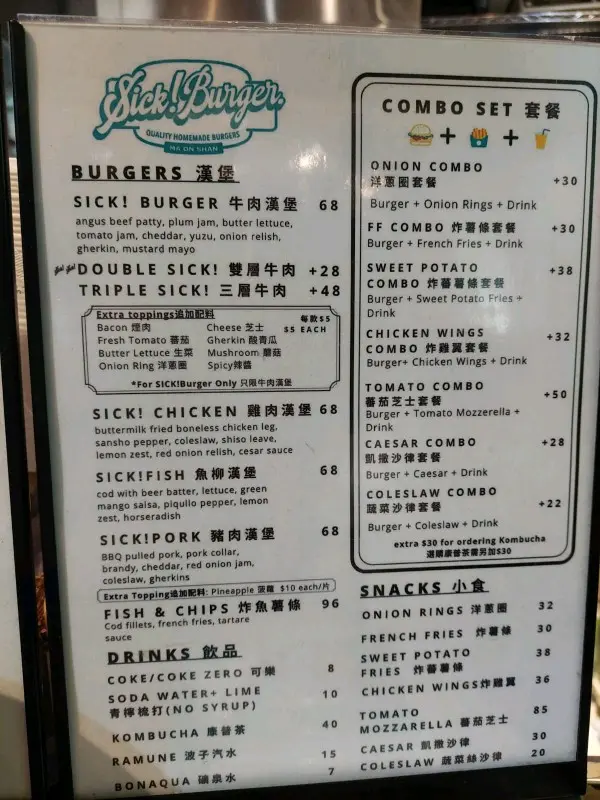 Sick! Burger.
QUALITY HOMEMADE BURGERS
MA ON SHAN
BURGERS 漢堡
SICK! BURGER 牛肉漢堡 68
angus beef patty, plum jam, butter lettuce,
tomato jam, cheddar, yuzu, onion relish,
gherkin, mustard mayo
DOUBLE SICK! 雙層牛肉 +28
TRIPLE SICK! 三層牛肉 +48
Extra toppings追加配料 每款$5
Bacon 煙肉 Cheese 芝士 $5 EACH
Fresh Tomato 蕃茄 Gherkin 酸青瓜
Butter Lettuce 生菜 Mushroom 蘑菇
Onion Ring 洋蔥圈 Spicy辣醬
*For SICK!Burger Only 只限牛肉漢堡
SICK! CHICKEN 雞肉漢堡 68
buttermilk fried boneless chicken leg,
sansho pepper, coleslaw, shiso leave,
lemon zest, red onion relish, cesar sauce
SICK!FISH 魚柳漢堡 68
cod with beer batter, lettuce, green
mango salsa, piqullo pepper, lemon
zest, horseradish
SICK!PORK 豬肉漢堡 68
BBQ pulled pork, pork collar,
brandy, cheddar, red onion jam,
coleslaw, gherkins
Extra Topping追加配料: Pineapple 菠蘿 $10 each/片
FISH & CHIPS 炸魚薯條 96
Cod fillets, french fries, tartare
sauce
DRINKS 飲品
COKE/COKE ZERO 可樂 8
SODA WATER+ LIME 10
青檸梳打(NO SYRUP)
KOMBUCHA 康普茶 40
RAMUNE 波子汽水 15
BONAQUA 礦泉水 7
COMBO SET 套餐
+ +
ONION COMBO
洋蔥圈套餐 +30
Burger + Onion Rings + Drink
FF COMBO 炸薯條套餐 +30
Burger + French Fries + Drink
SWEET POTATO +38
COMBO 炸蕃薯條套餐
Burger + Sweet Potato Fries +
Drink
CHICKEN WINGS +32
COMBO 炸雞翼套餐
Burger+ Chicken Wings + Drink
TOMATO COMBO +50
蕃茄芝士套餐
Burger + Tomato Mozzerella +
Drink
CAESAR COMBO +28
凱撒沙律套餐
Burger + Caesar + Drink
COLESLAW COMBO
蔬菜沙律套餐 +22
Burger + Coleslaw + Drink
extra $30 for ordering Kombucha
選購康普茶需另加$30
SNACKS 小食
ONION RINGS 洋蔥圈 32
FRENCH FRIES 炸薯條 30
SWEET POTATO 38
FRIES 炸蕃薯條
CHICKEN WINGS炸雞翼 36
TOMATO 85
MOZZARELLA 蕃茄芝士
CAESAR 凱撒沙律 30
COLESLAW 蔬菜絲沙律 20